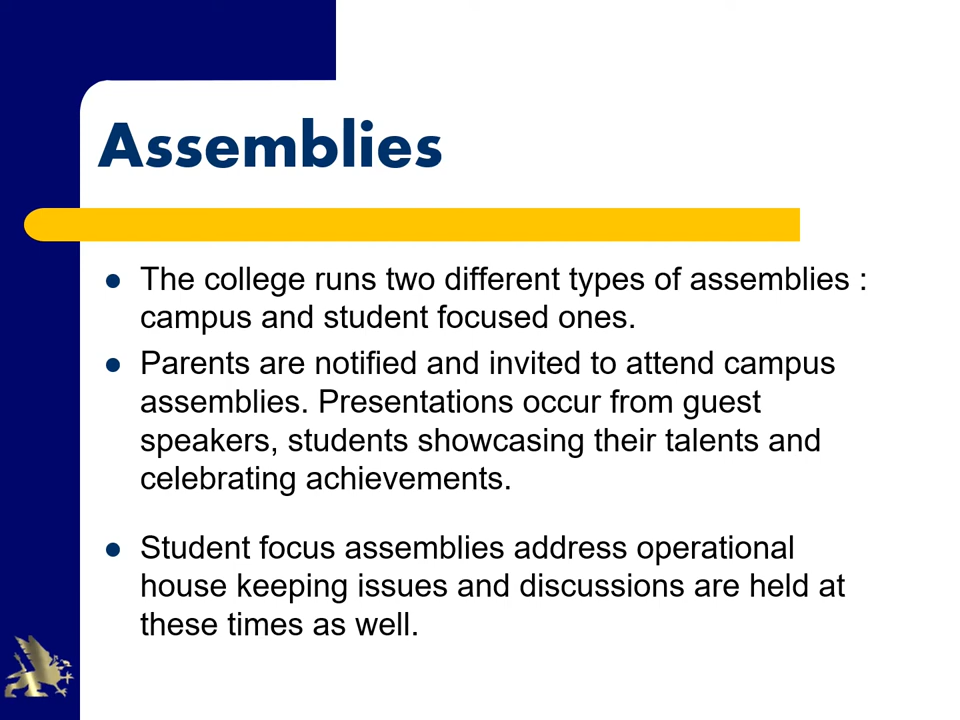 Assemblies
The college runs two different types of assemblies :
campus and student focused ones.
Parents are notified and invited to attend campus
assemblies. Presentations occur from guest
speakers, students showcasing their talents and
celebrating achievements.
Student focus assemblies address operational
house keeping issues and discussions are held at
these times as well.